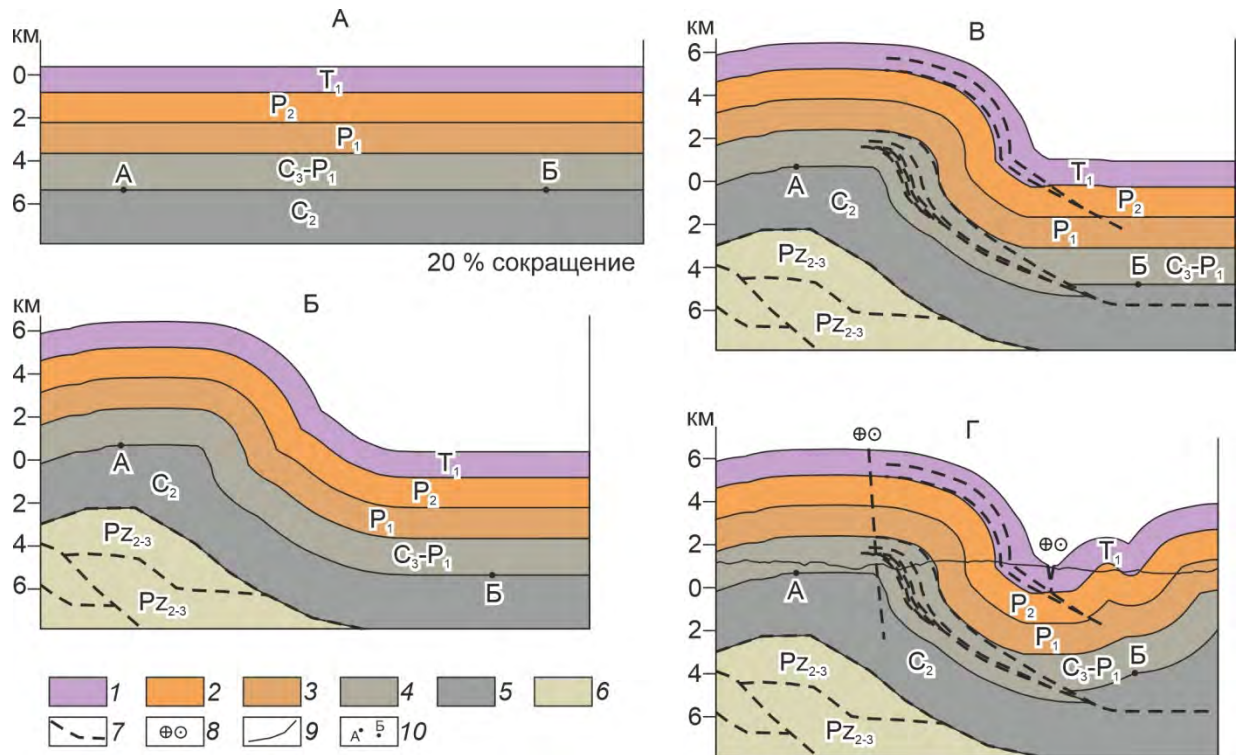 А
км
0
2
4
6
T₁
P₂
P₁
C₃-P₁
А
Б
C₂
20 % сокращение
Б
км
6
4
2
0
2
4
6
А
C₂
T₁
P₂
P₁
C₃-P₁
Б
Pz₂₋₃
Pz₂₋₃
В
км
6
4
2
0
2
4
6
А
C₂
T₁
P₂
P₁
Б
C₃-P₁
Pz₂₋₃
Pz₂₋₃
Г
км
6
4
2
0
2
4
6
⊕⊙
⊕⊙
T₁
А
P₂
P₁
C₂
C₃-P₁
Б
Pz₂₋₃
Pz₂₋₃
1 2 3 4 5 6
7 ⊕⊙ 8 9 А Б 10